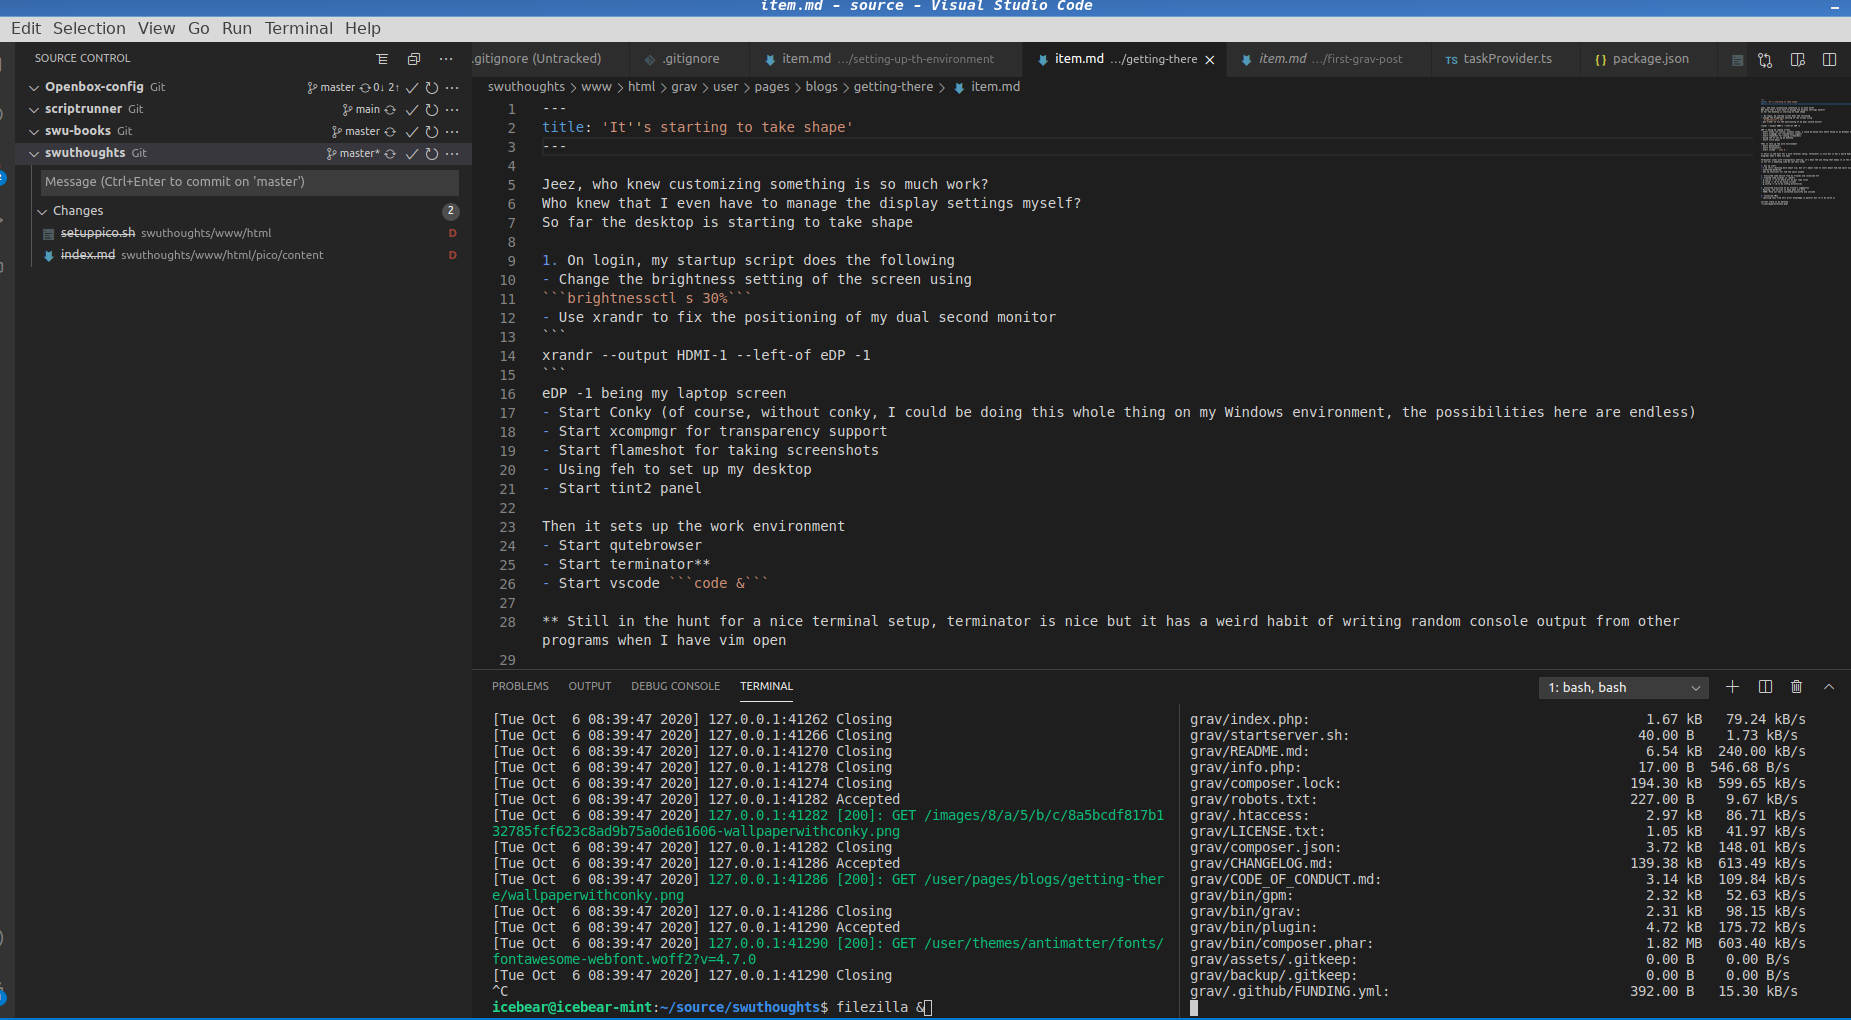 item.md - source - Visual Studio Code
Edit Selection View Go Run Terminal Help
SOURCE CONTROL
Openbox-config Git master 0↓ 2↑
scriptrunner Git main
swu-books Git master
swuthoughts Git master*
Message (Ctrl+Enter to commit on 'master')
Changes 2
setuppico.sh swuthoughts/www/html D
index.md swuthoughts/www/html/pico/content D
.gitignore (Untracked) .gitignore item.md .../setting-up-th-environment item.md .../getting-there item.md .../first-grav-post TS taskProvider.ts {} package.json
swuthoughts > www > html > grav > user > pages > blogs > getting-there > item.md
1 ---
2 title: 'It''s starting to take shape'
3 ---
4
5 Jeez, who knew customizing something is so much work?
6 Who knew that I even have to manage the display settings myself?
7 So far the desktop is starting to take shape
8
9 1. On login, my startup script does the following
10 - Change the brightness setting of the screen using
11 ```brightnessctl s 30%```
12 - Use xrandr to fix the positioning of my dual second monitor
13 ```
14 xrandr --output HDMI-1 --left-of eDP -1
15 ```
16 eDP -1 being my laptop screen
17 - Start Conky (of course, without conky, I could be doing this whole thing on my Windows environment, the possibilities here are endless)
18 - Start xcompmgr for transparency support
19 - Start flameshot for taking screenshots
20 - Using feh to set up my desktop
21 - Start tint2 panel
22
23 Then it sets up the work environment
24 - Start qutebrowser
25 - Start terminator**
26 - Start vscode ```code &```
27
28 ** Still in the hunt for a nice terminal setup, terminator is nice but it has a weird habit of writing random console output from other
programs when I have vim open
29
PROBLEMS OUTPUT DEBUG CONSOLE TERMINAL 1: bash, bash
[Tue Oct  6 08:39:47 2020] 127.0.0.1:41262 Closing
[Tue Oct  6 08:39:47 2020] 127.0.0.1:41266 Closing
[Tue Oct  6 08:39:47 2020] 127.0.0.1:41270 Closing
[Tue Oct  6 08:39:47 2020] 127.0.0.1:41278 Closing
[Tue Oct  6 08:39:47 2020] 127.0.0.1:41274 Closing
[Tue Oct  6 08:39:47 2020] 127.0.0.1:41282 Accepted
[Tue Oct  6 08:39:47 2020] 127.0.0.1:41282 [200]: GET /images/8/a/5/b/c/8a5bcdf817b1
32785fcf623c8ad9b75a0de61606-wallpaperwithconky.png
[Tue Oct  6 08:39:47 2020] 127.0.0.1:41282 Closing
[Tue Oct  6 08:39:47 2020] 127.0.0.1:41286 Accepted
[Tue Oct  6 08:39:47 2020] 127.0.0.1:41286 [200]: GET /user/pages/blogs/getting-ther
e/wallpaperwithconky.png
[Tue Oct  6 08:39:47 2020] 127.0.0.1:41286 Closing
[Tue Oct  6 08:39:47 2020] 127.0.0.1:41290 Accepted
[Tue Oct  6 08:39:47 2020] 127.0.0.1:41290 [200]: GET /user/themes/antimatter/fonts/
fontawesome-webfont.woff2?v=4.7.0
[Tue Oct  6 08:39:47 2020] 127.0.0.1:41290 Closing
^C
icebear@icebear-mint:~/source/swuthoughts$ filezilla &
grav/index.php: 1.67 kB 79.24 kB/s
grav/startserver.sh: 40.00 B 1.73 kB/s
grav/README.md: 6.54 kB 240.00 kB/s
grav/info.php: 17.00 B 546.68 B/s
grav/composer.lock: 194.30 kB 599.65 kB/s
grav/robots.txt: 227.00 B 9.67 kB/s
grav/.htaccess: 2.97 kB 86.71 kB/s
grav/LICENSE.txt: 1.05 kB 41.97 kB/s
grav/composer.json: 3.72 kB 148.01 kB/s
grav/CHANGELOG.md: 139.38 kB 613.49 kB/s
grav/CODE_OF_CONDUCT.md: 3.14 kB 109.84 kB/s
grav/bin/gpm: 2.32 kB 52.63 kB/s
grav/bin/grav: 2.31 kB 98.15 kB/s
grav/bin/plugin: 4.72 kB 175.72 kB/s
grav/bin/composer.phar: 1.82 MB 603.40 kB/s
grav/assets/.gitkeep: 0.00 B 0.00 B/s
grav/backup/.gitkeep: 0.00 B 0.00 B/s
grav/.github/FUNDING.yml: 392.00 B 15.30 kB/s